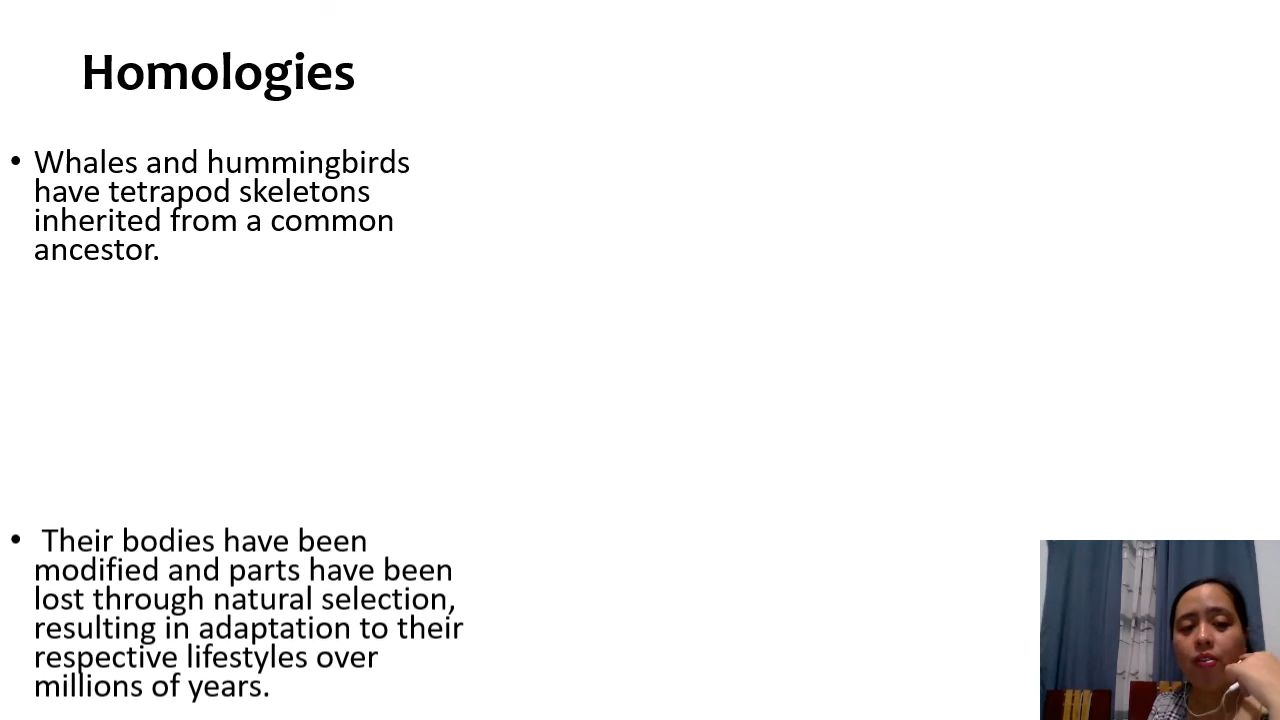 Homologies
• Whales and hummingbirds
have tetrapod skeletons
inherited from a common
ancestor.
• Their bodies have been
modified and parts have been
lost through natural selection,
resulting in adaptation to their
respective lifestyles over
millions of years.